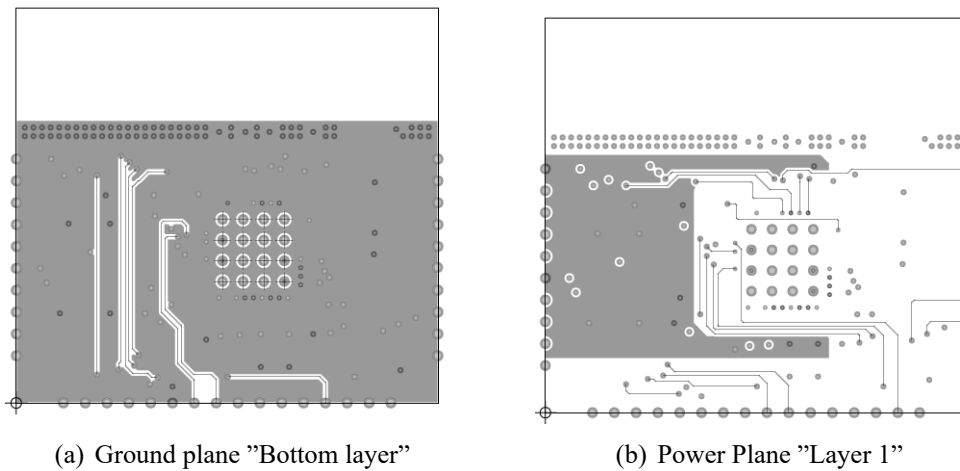 (a) Ground plane ”Bottom layer”
(b) Power Plane ”Layer 1”